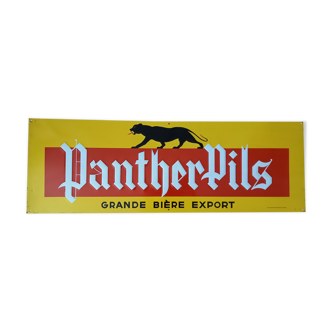 PantherPils
GRANDE BIÈRE EXPORT